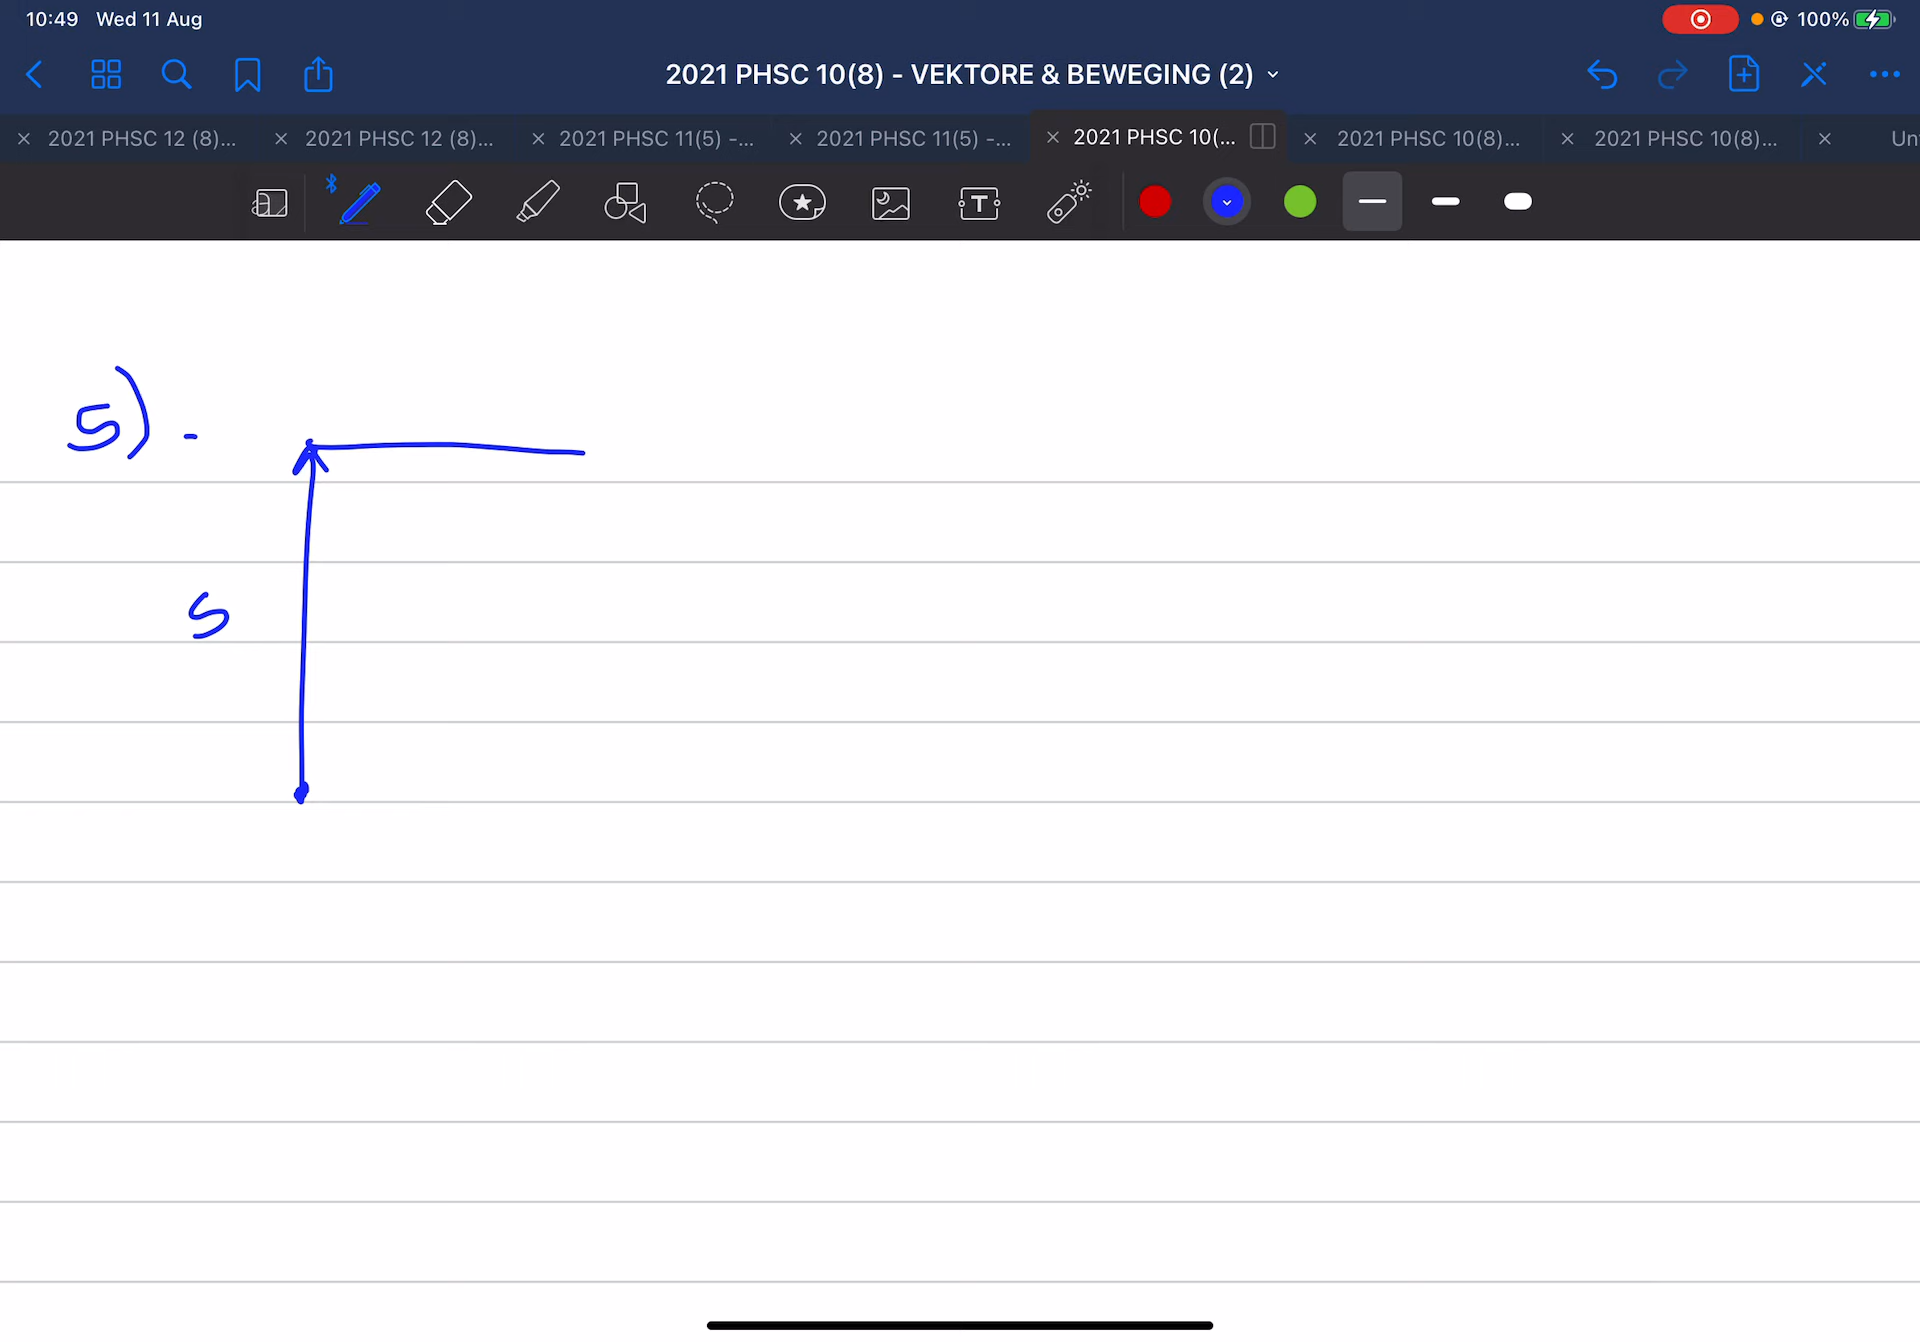 10:49 Wed 11 Aug 100%
2021 PHSC 10(8) - VEKTORE & BEWEGING (2)
2021 PHSC 12 (8)... 2021 PHSC 12 (8)... 2021 PHSC 11(5) -... 2021 PHSC 11(5) -... 2021 PHSC 10(... 2021 PHSC 10(8)... 2021 PHSC 10(8)... Un
5) -
5